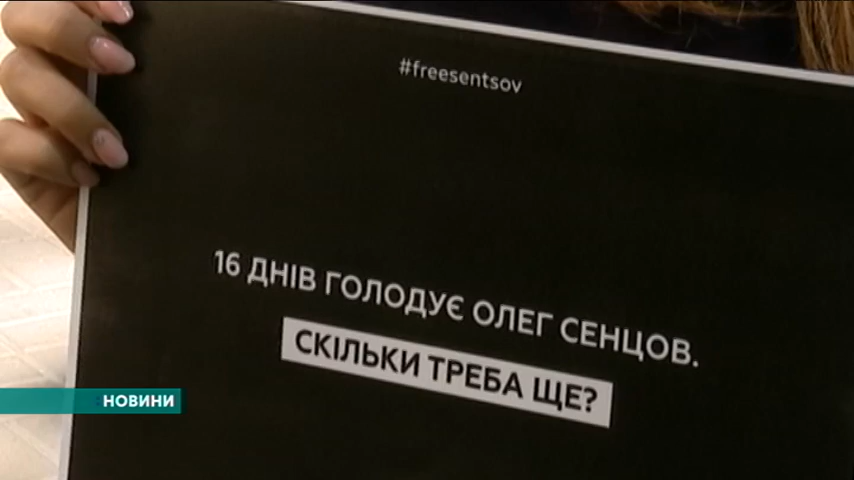 #freesentsov
16 ДНІВ ГОЛОДУЄ ОЛЕГ СЕНЦОВ.
СКІЛЬКИ ТРЕБА ЩЕ?
НОВИНИ